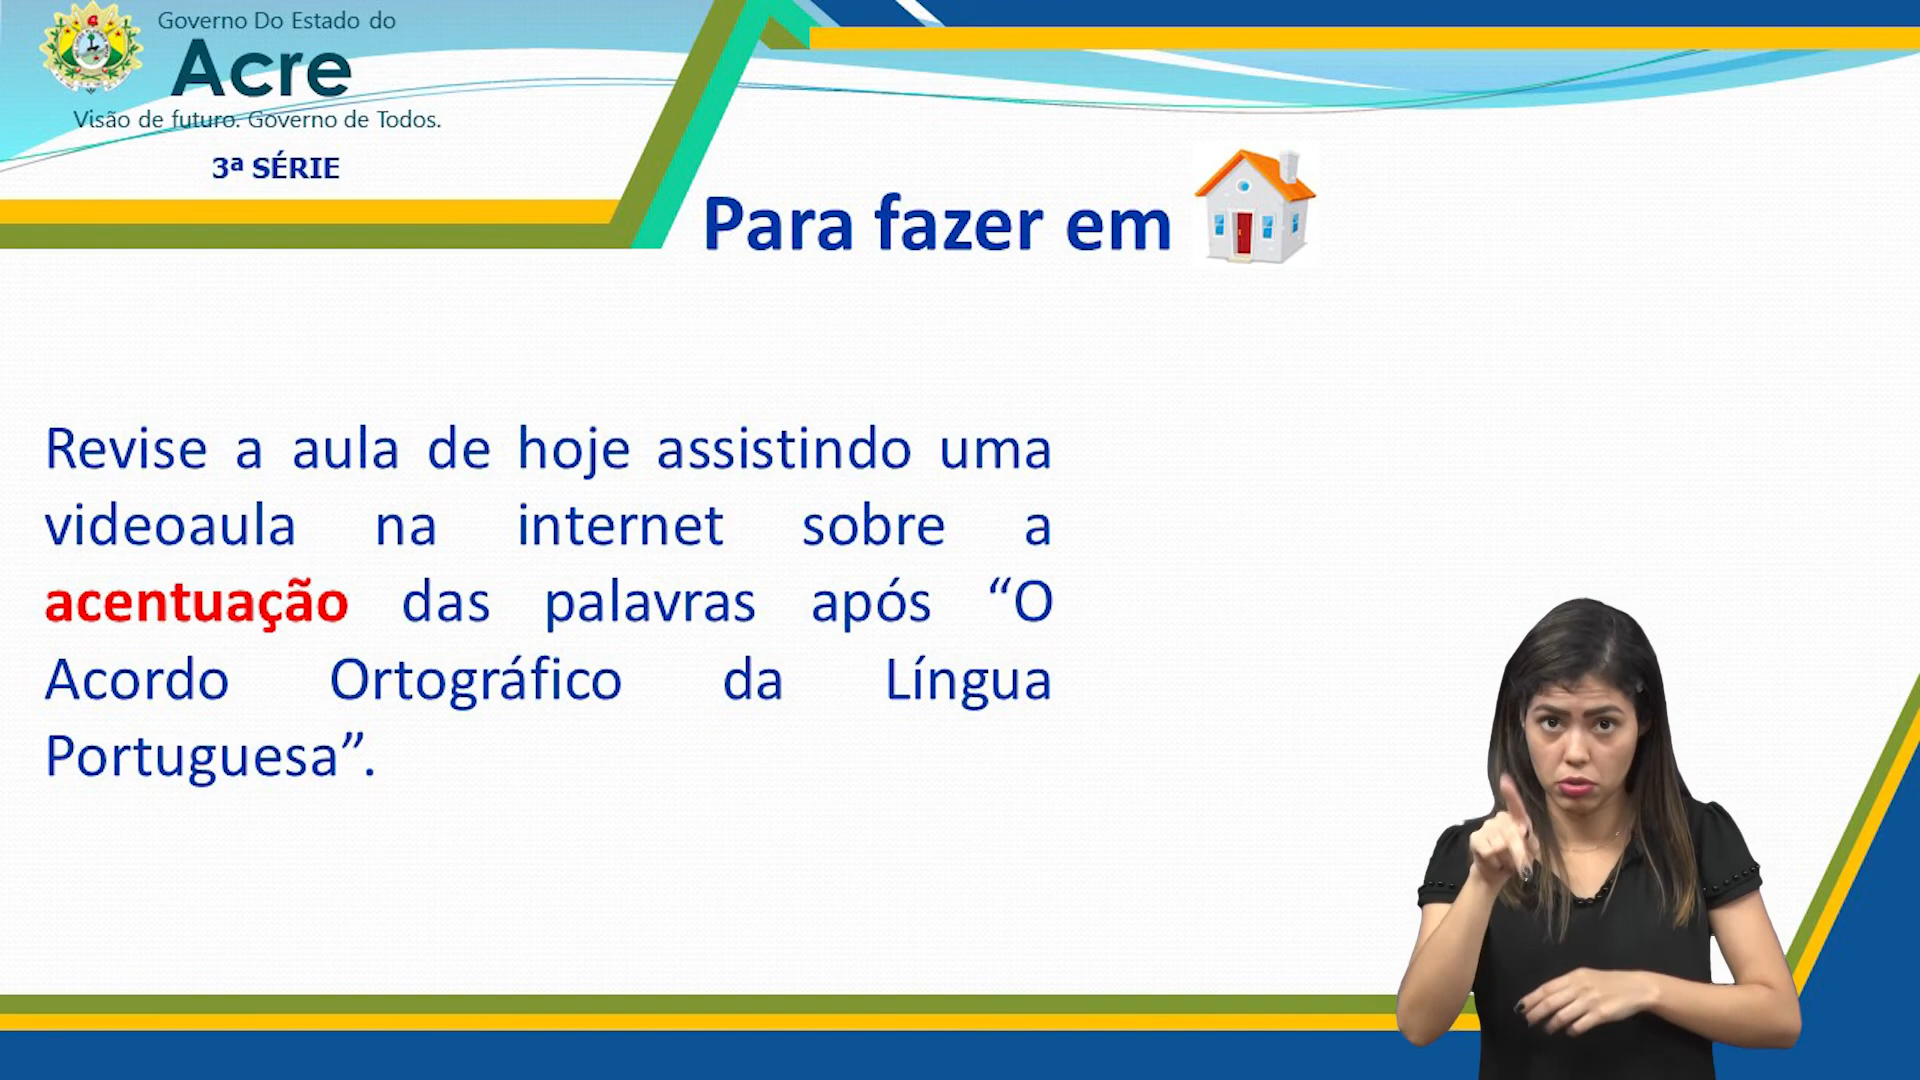 Governo Do Estado do
Acre
Visão de futuro. Governo de Todos.
3ª SÉRIE
Para fazer em
Revise a aula de hoje assistindo uma
videoaula na internet sobre a
acentuação das palavras após “O
Acordo Ortográfico da Língua
Portuguesa”.